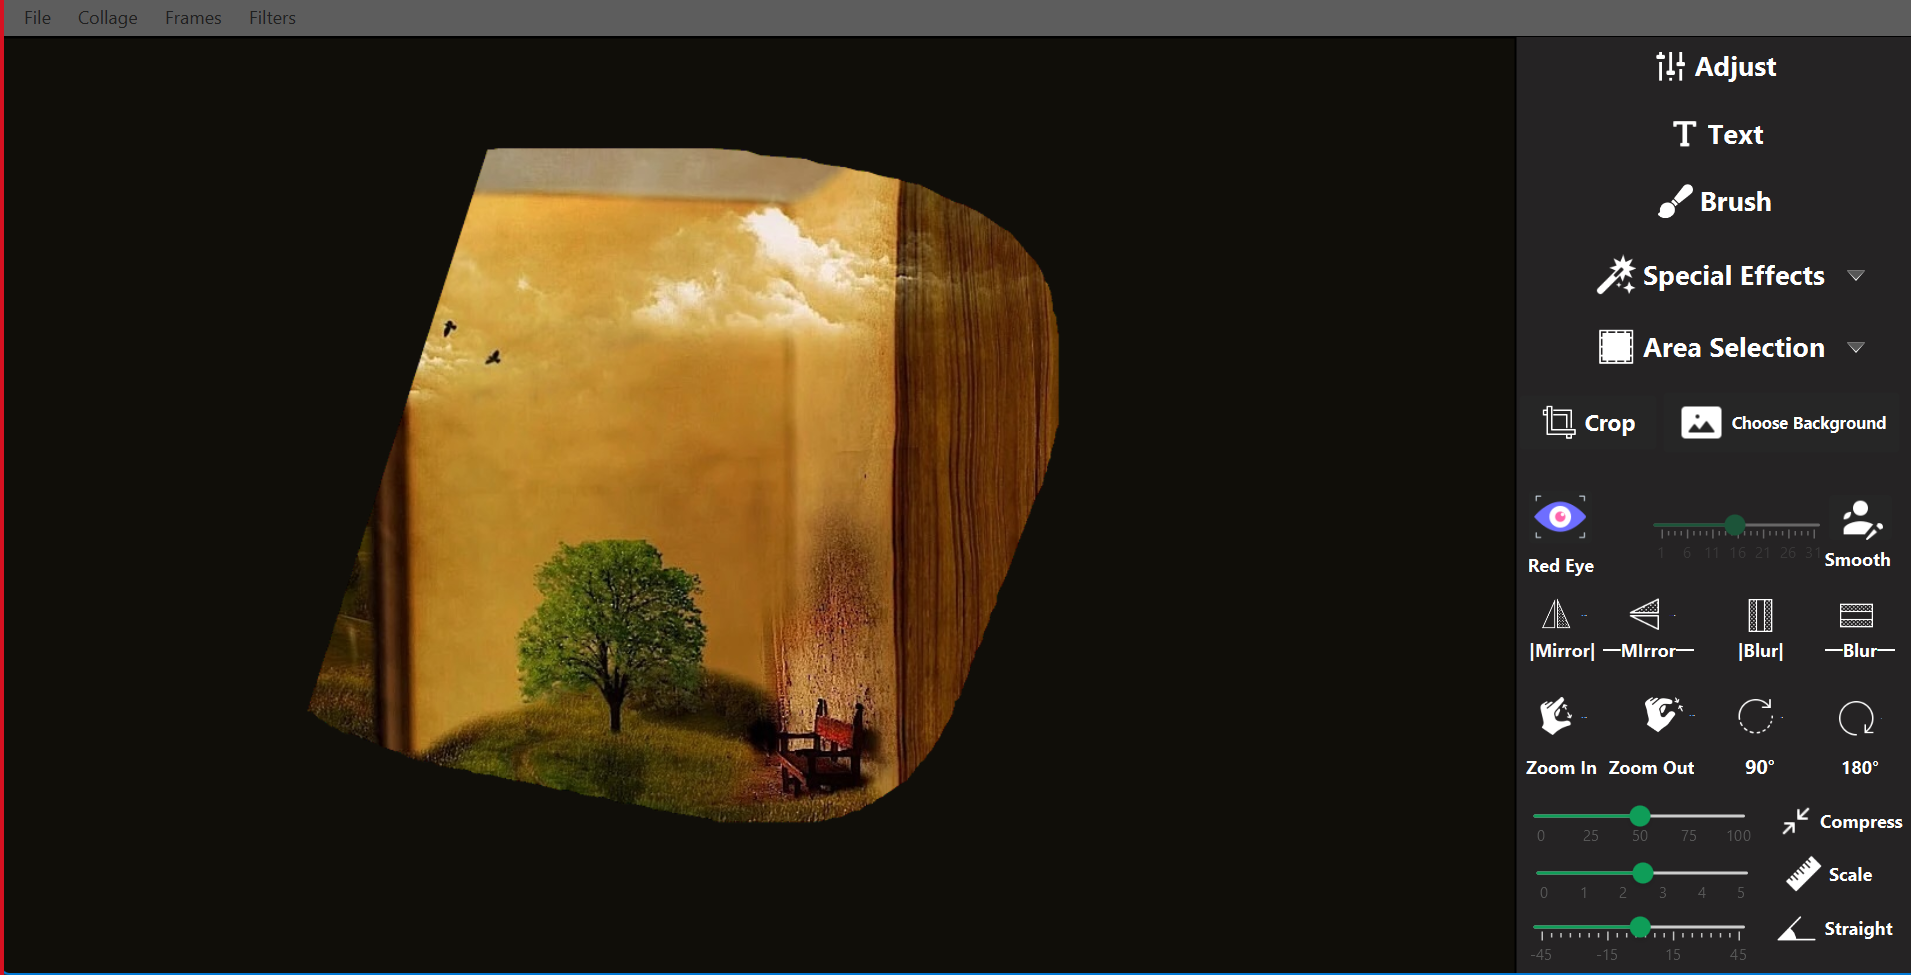 File Collage Frames Filters
Adjust
Text
Brush
Special Effects
Area Selection
Crop Choose Background
1 6 11 16 21 26 31
Red Eye Smooth
|Mirror| —MIrror— |Blur| —Blur—
Zoom In Zoom Out 90° 180°
Compress
0 25 50 75 100
Scale
0 1 2 3 4 5
Straight
-45 -15 15 45